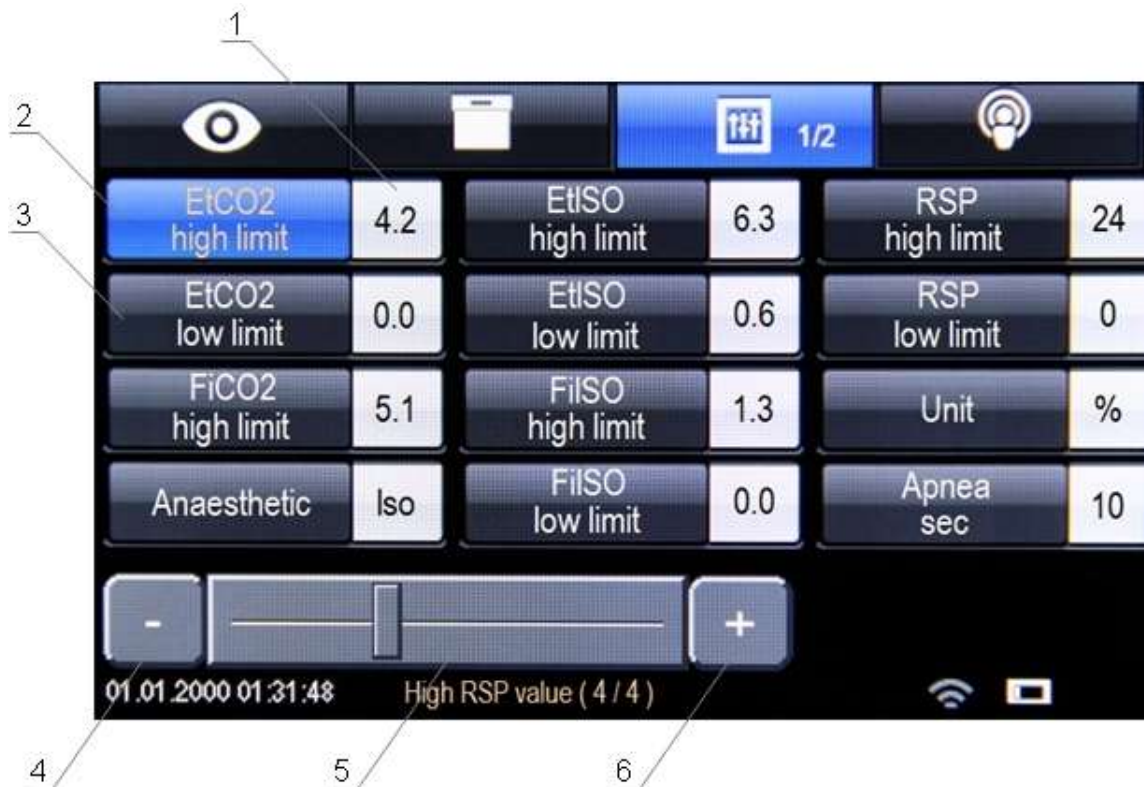 1
2
3
1/2
EtCO2
high limit
4.2
EtISO
high limit
6.3
RSP
high limit
24
EtCO2
low limit
0.0
EtISO
low limit
0.6
RSP
low limit
0
FiCO2
high limit
5.1
FiISO
high limit
1.3
Unit
%
Anaesthetic
Iso
FiISO
low limit
0.0
Apnea
sec
10
-
+
01.01.2000 01:31:48
High RSP value ( 4 / 4 )
4
5
6